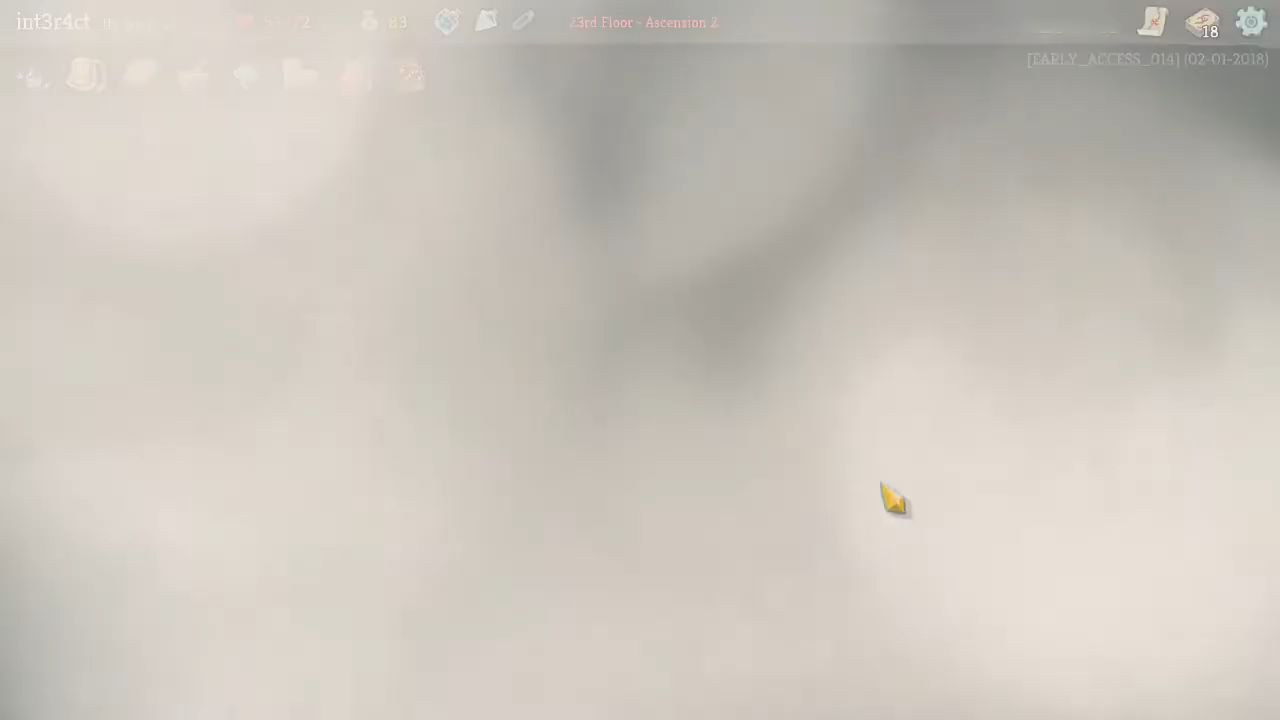 int3r4ct
83
23rd Floor - Ascension 2
18
[EARLY_ACCESS_014] (02-01-2018)